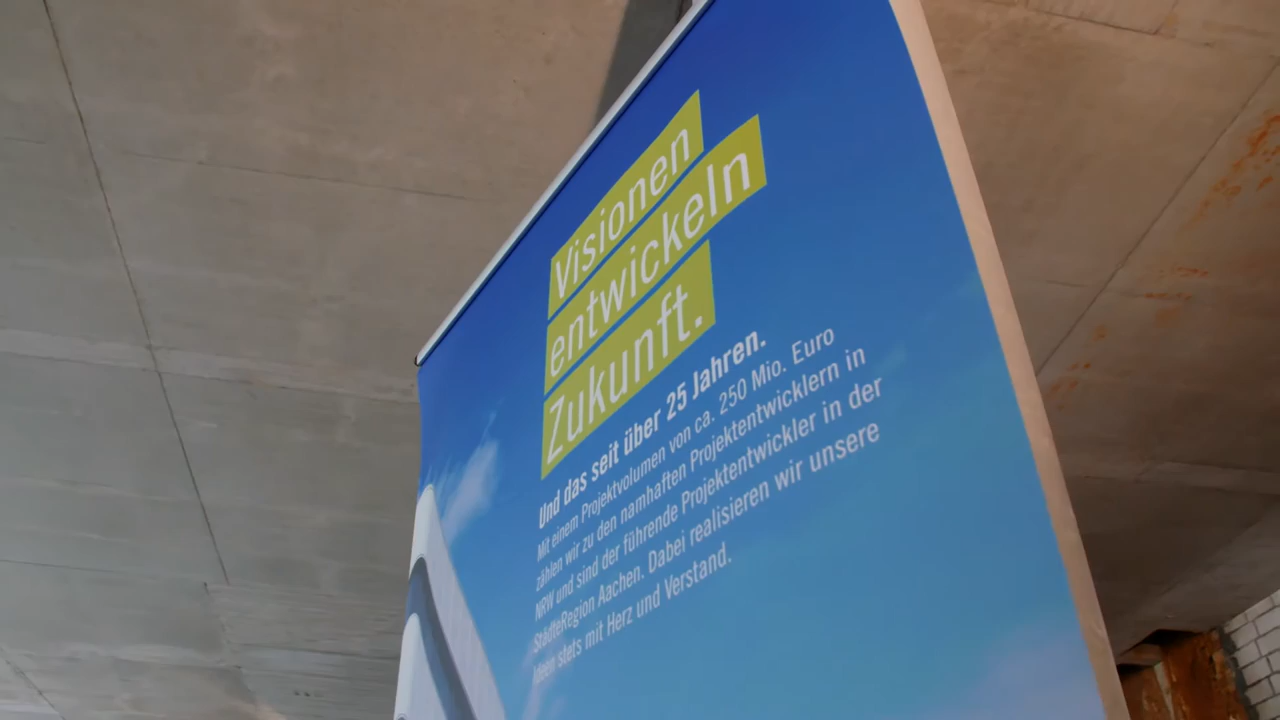 Visionen
entwickeln
Zukunft.
Und das seit über 25 Jahren.
Mit einem Projektvolumen von ca. 250 Mio. Euro
zählen wir zu den namhaften Projektentwicklern in
NRW und sind der führende Projektentwickler in der
StädteRegion Aachen. Dabei realisieren wir unsere
Ideen stets mit Herz und Verstand.